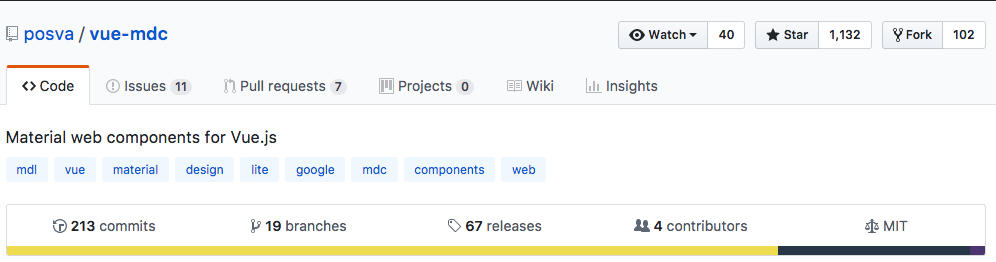 posva / vue-mdc Watch 40 Star 1,132 Fork 102
Code Issues 11 Pull requests 7 Projects 0 Wiki Insights
Material web components for Vue.js
mdl vue material design lite google mdc components web
213 commits 19 branches 67 releases 4 contributors MIT